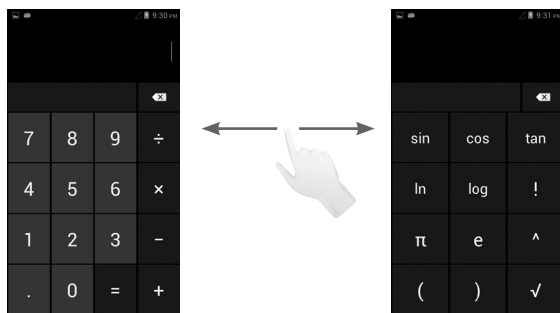 9:30 PM
7 8 9 ÷
4 5 6 ×
1 2 3 −
. 0 = +
9:31 PM
sin cos tan
ln log !
π e ^
( ) √